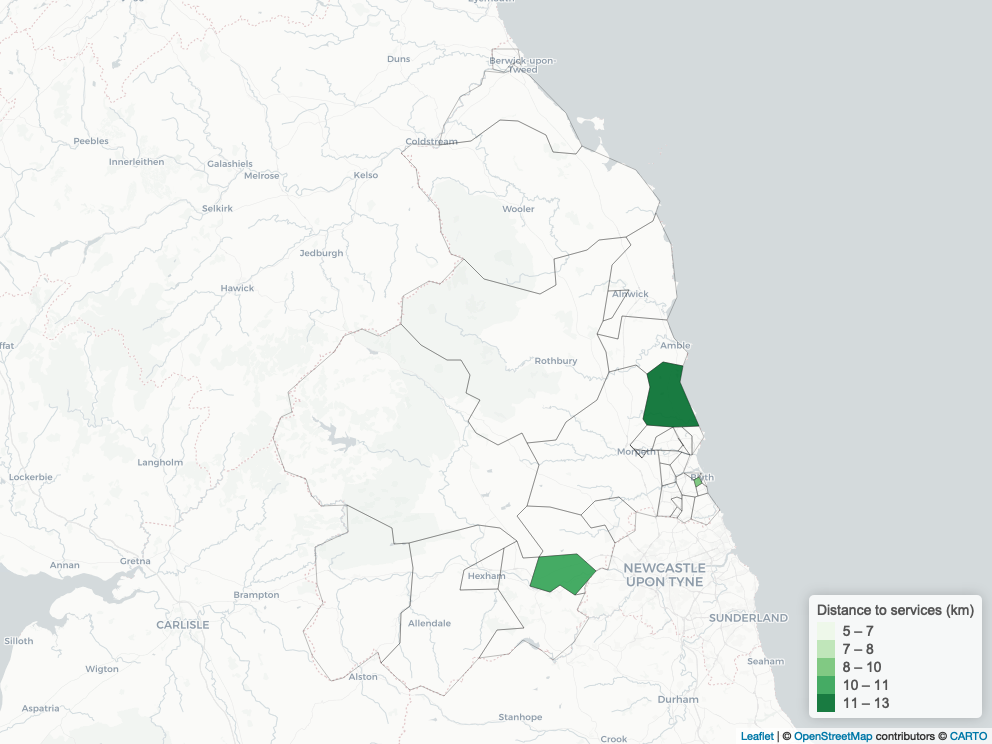 Eyemouth
Duns
Berwick-upon-
Tweed
Coldstream
Peebles
Innerleithen
Galashiels
Melrose
Kelso
Selkirk
Wooler
Jedburgh
Hawick
Alnwick
ffat
Amble
Rothbury
Morpeth
Langholm
Lockerbie
Blyth
Annan
Gretna
Hexham
NEWCASTLE
UPON TYNE
Brampton
CARLISLE
Allendale
SUNDERLAND
Silloth
Wigton
Alston
Seaham
Durham
Aspatria
Stanhope
Crook
Distance to services (km)
5 – 7
7 – 8
8 – 10
10 – 11
11 – 13
Leaflet | © OpenStreetMap contributors © CARTO